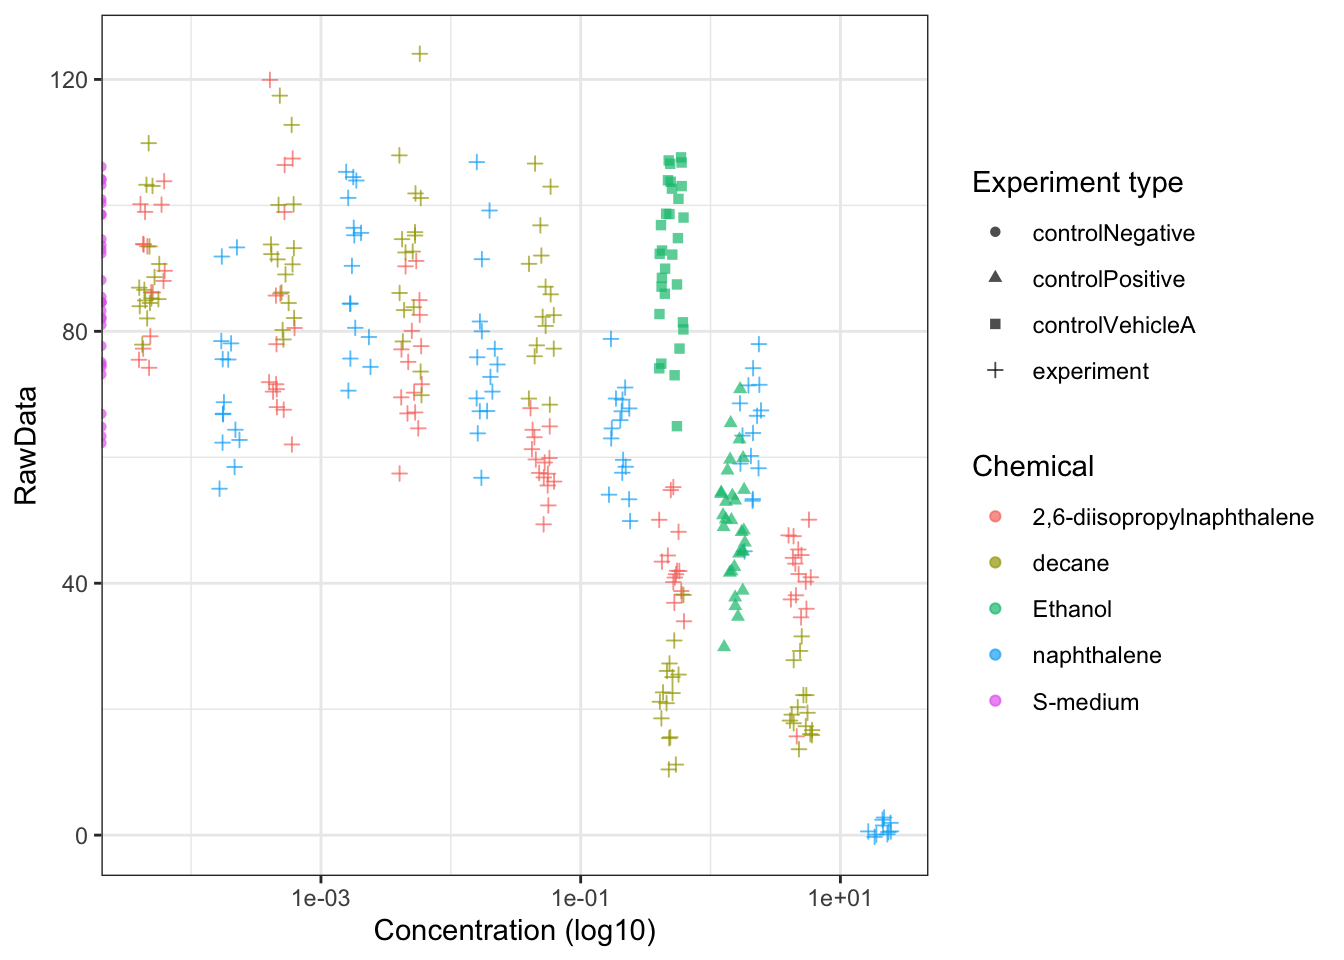 120
80
40
0
RawData
1e-03
1e-01
1e+01
Concentration (log10)
Experiment type
controlNegative
controlPositive
controlVehicleA
experiment
Chemical
2,6-diisopropylnaphthalene
decane
Ethanol
naphthalene
S-medium